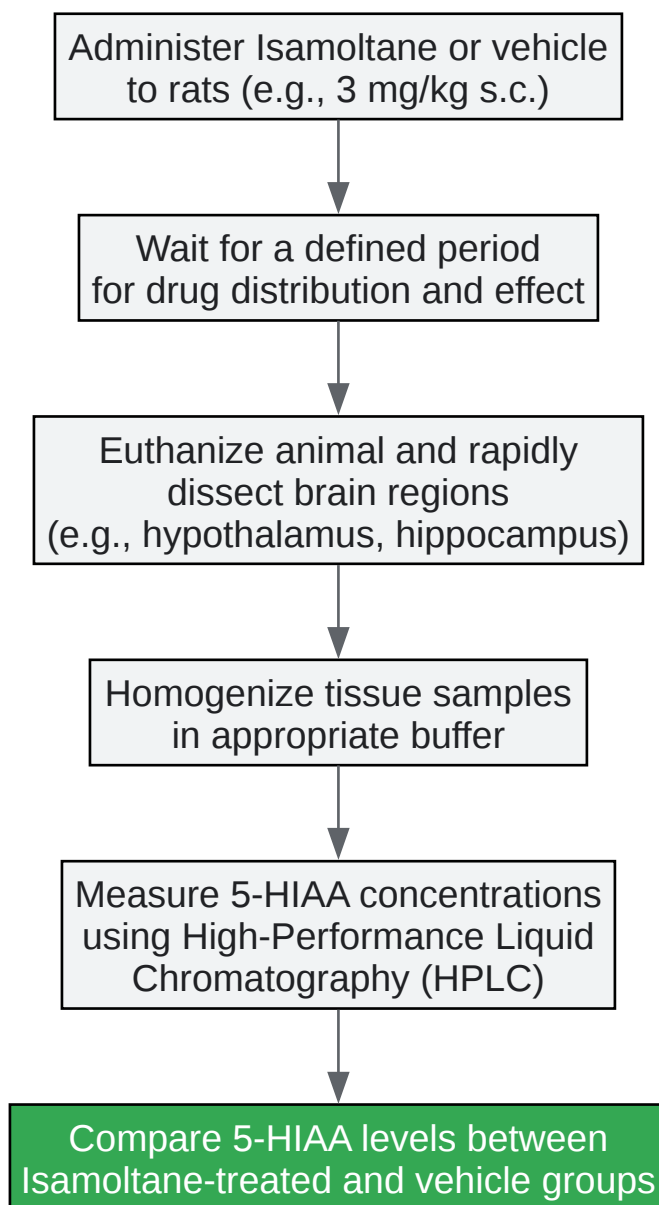 Administer Isamoltane or vehicle
to rats (e.g., 3 mg/kg s.c.)
Wait for a defined period
for drug distribution and effect
Euthanize animal and rapidly
dissect brain regions
(e.g., hypothalamus, hippocampus)
Homogenize tissue samples
in appropriate buffer
Measure 5-HIAA concentrations
using High-Performance Liquid
Chromatography (HPLC)
Compare 5-HIAA levels between
Isamoltane-treated and vehicle groups